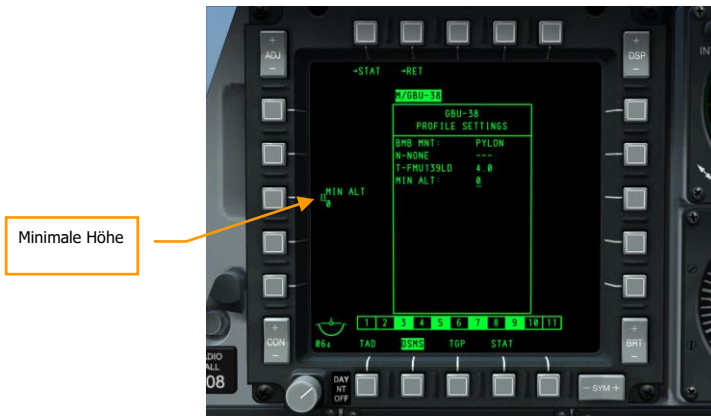 ADJ
DSP
→STAT →RET
M/GBU-38
GBU-38
PROFILE SETTINGS
BMB MNT: PYLON
N-NONE ---
T-FMU139LD 4.0
MIN ALT: 0
MIN ALT
0
Minimale Höhe
1 2 3 4 5 6 7 8 9 10 11
TAD DSMS TGP STAT
CON
BRT
08
DAY
NT
OFF
- SYM +